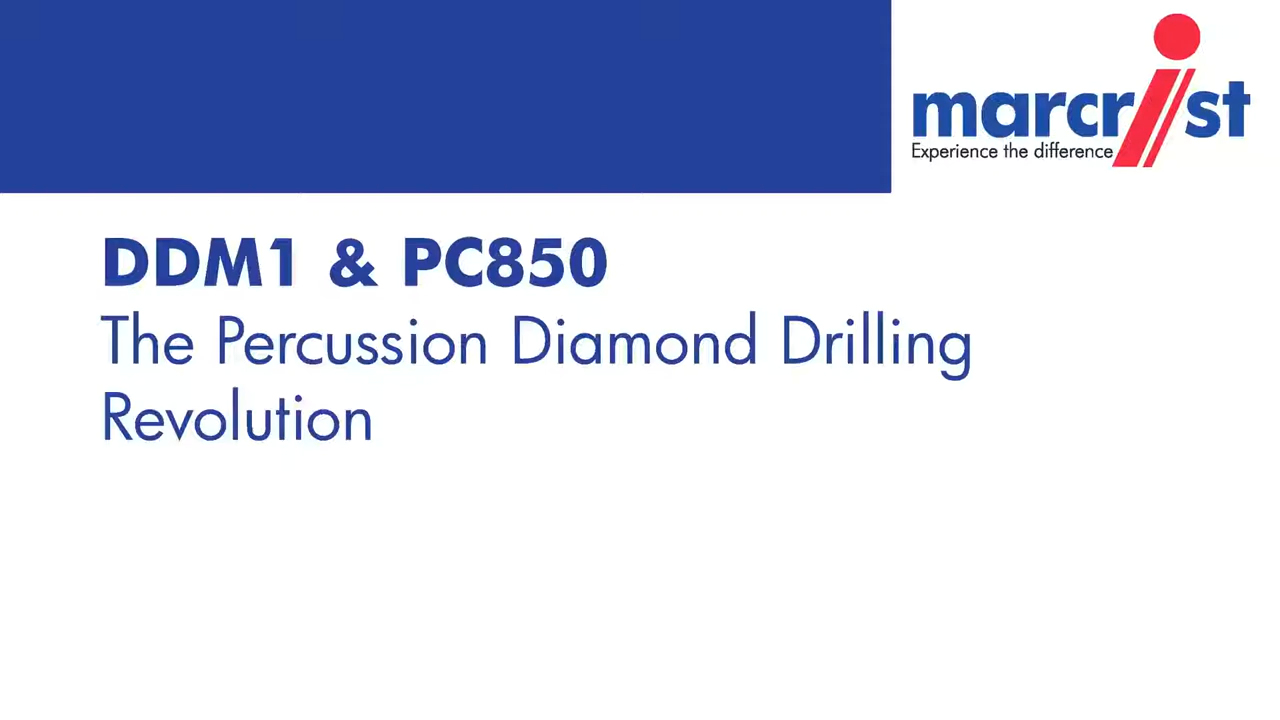 marcrist
Experience the difference
DDM1 & PC850
The Percussion Diamond Drilling
Revolution